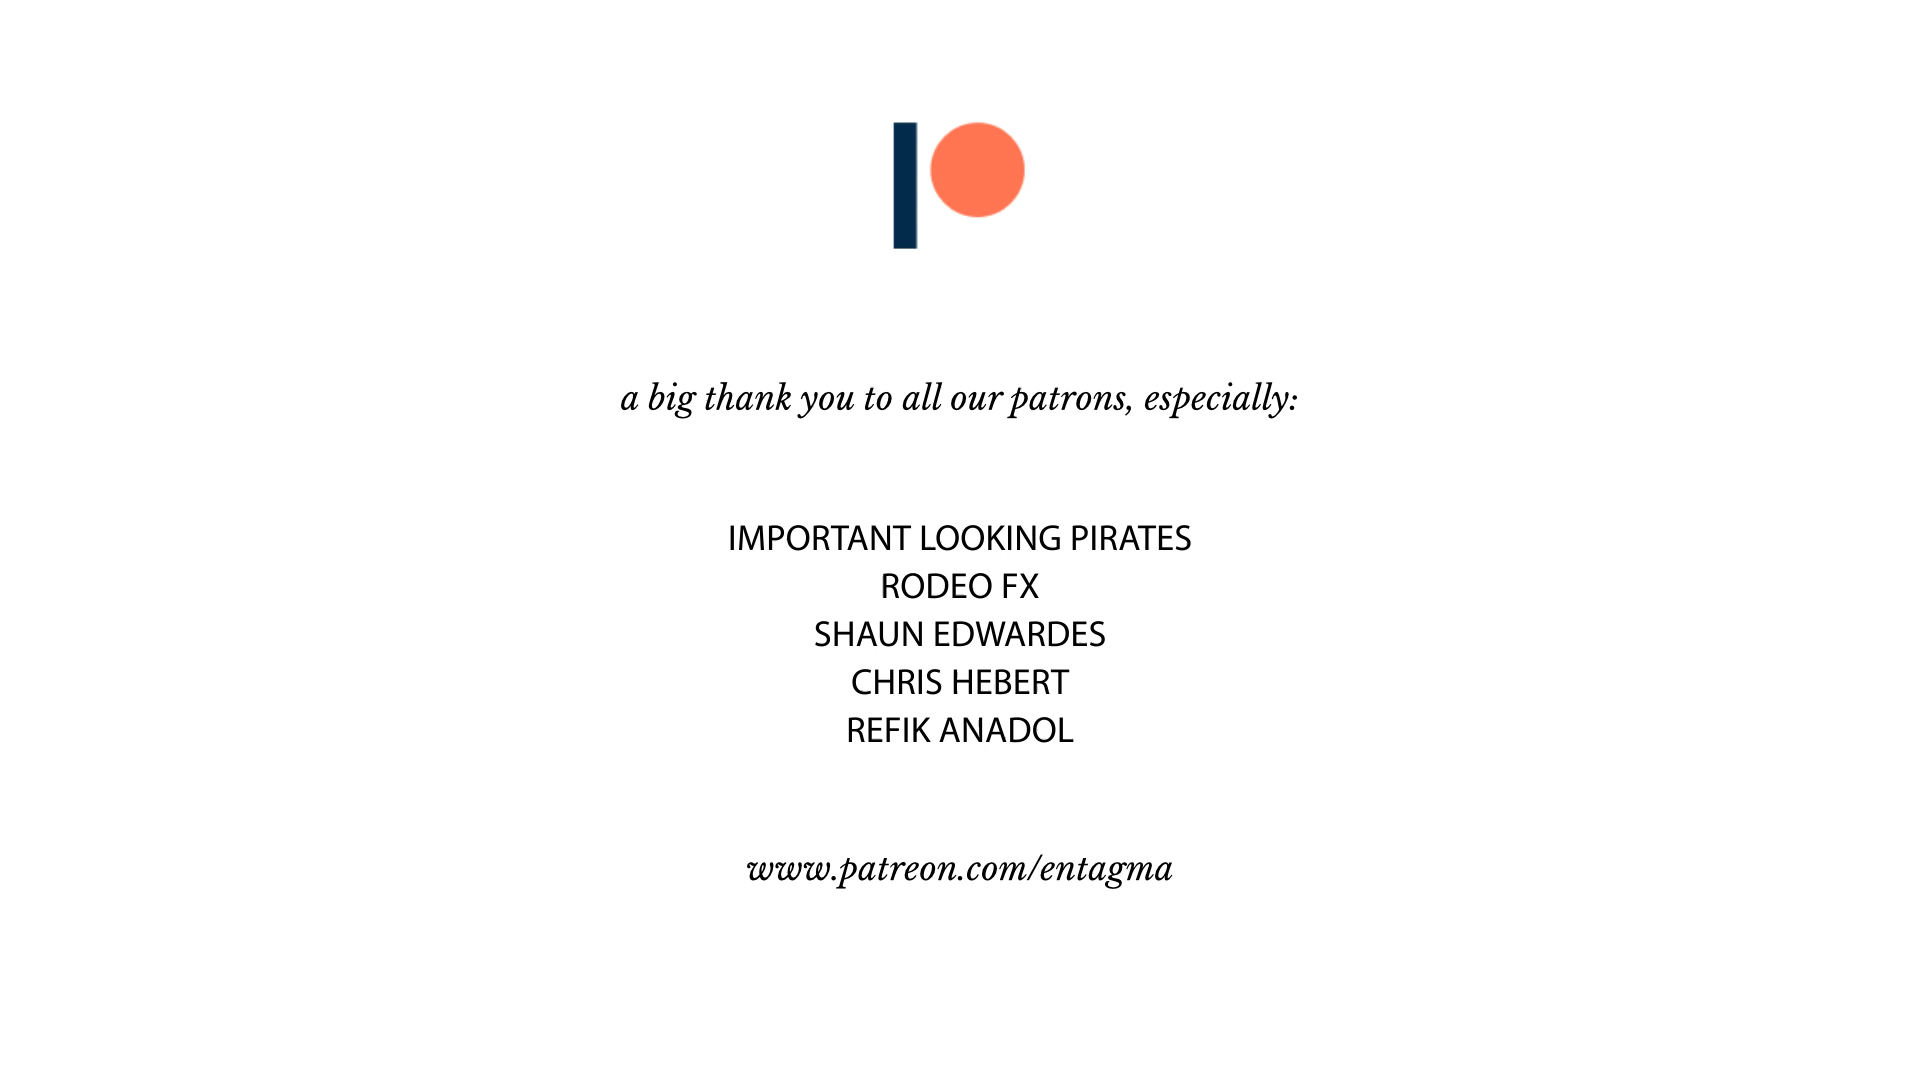 a big thank you to all our patrons, especially:
IMPORTANT LOOKING PIRATES
RODEO FX
SHAUN EDWARDES
CHRIS HEBERT
REFIK ANADOL
www.patreon.com/entagma